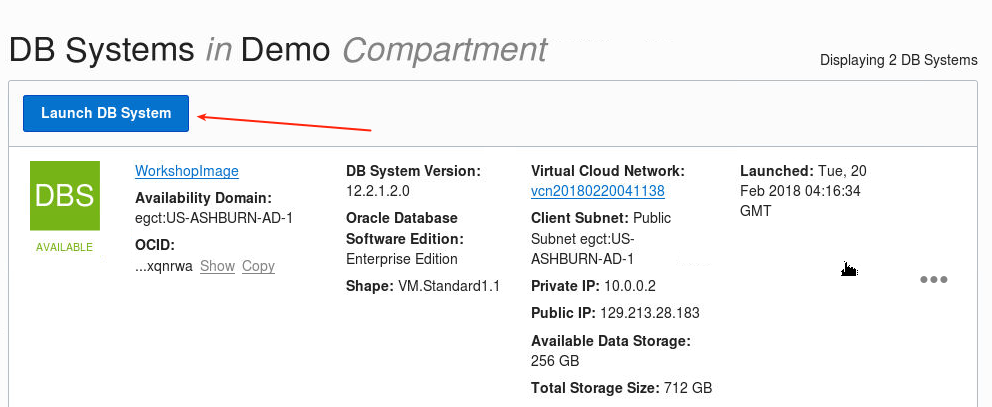 DB Systems in Demo Compartment
Displaying 2 DB Systems
Launch DB System
DBS
AVAILABLE
WorkshopImage
Availability Domain:
egct:US-ASHBURN-AD-1
OCID:
...xqnrwa Show Copy
DB System Version:
12.2.1.2.0
Oracle Database
Software Edition:
Enterprise Edition
Shape: VM.Standard1.1
Virtual Cloud Network:
vcn20180220041138
Client Subnet: Public
Subnet egct:US-
ASHBURN-AD-1
Private IP: 10.0.0.2
Public IP: 129.213.28.183
Available Data Storage:
256 GB
Total Storage Size: 712 GB
Launched: Tue, 20
Feb 2018 04:16:34
GMT